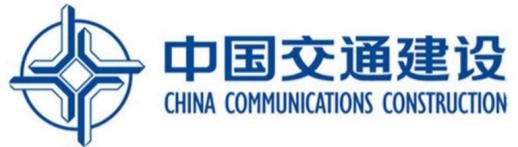 中国交通建设
CHINA COMMUNICATIONS CONSTRUCTION